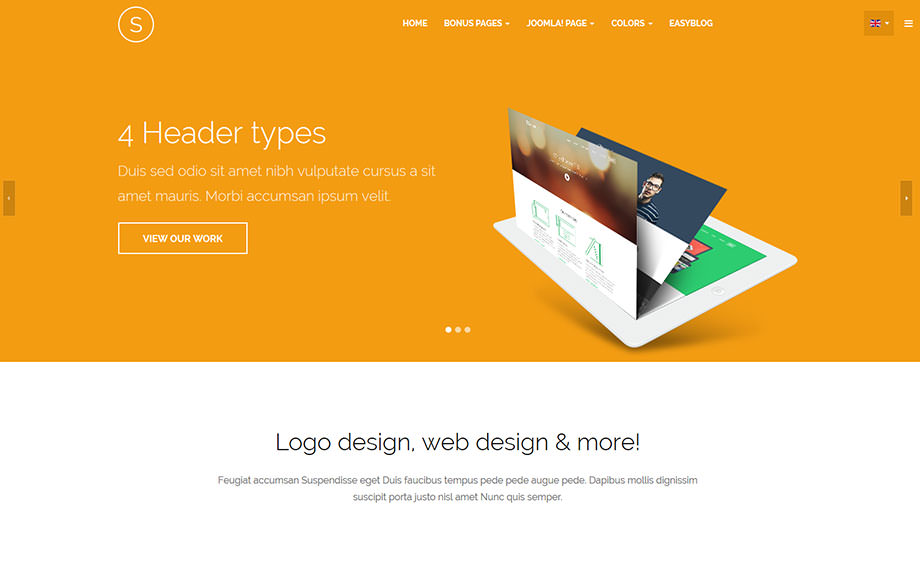 S
HOME BONUS PAGES JOOMLA! PAGE COLORS EASYBLOG
4 Header types
Duis sed odio sit amet nibh vulputate cursus a sit
amet mauris. Morbi accumsan ipsum velit.
VIEW OUR WORK
Logo design, web design & more!
Feugiat accumsan Suspendisse eget Duis faucibus tempus pede pede augue pede. Dapibus mollis dignissim
suscipit porta justo nisl amet Nunc quis semper.